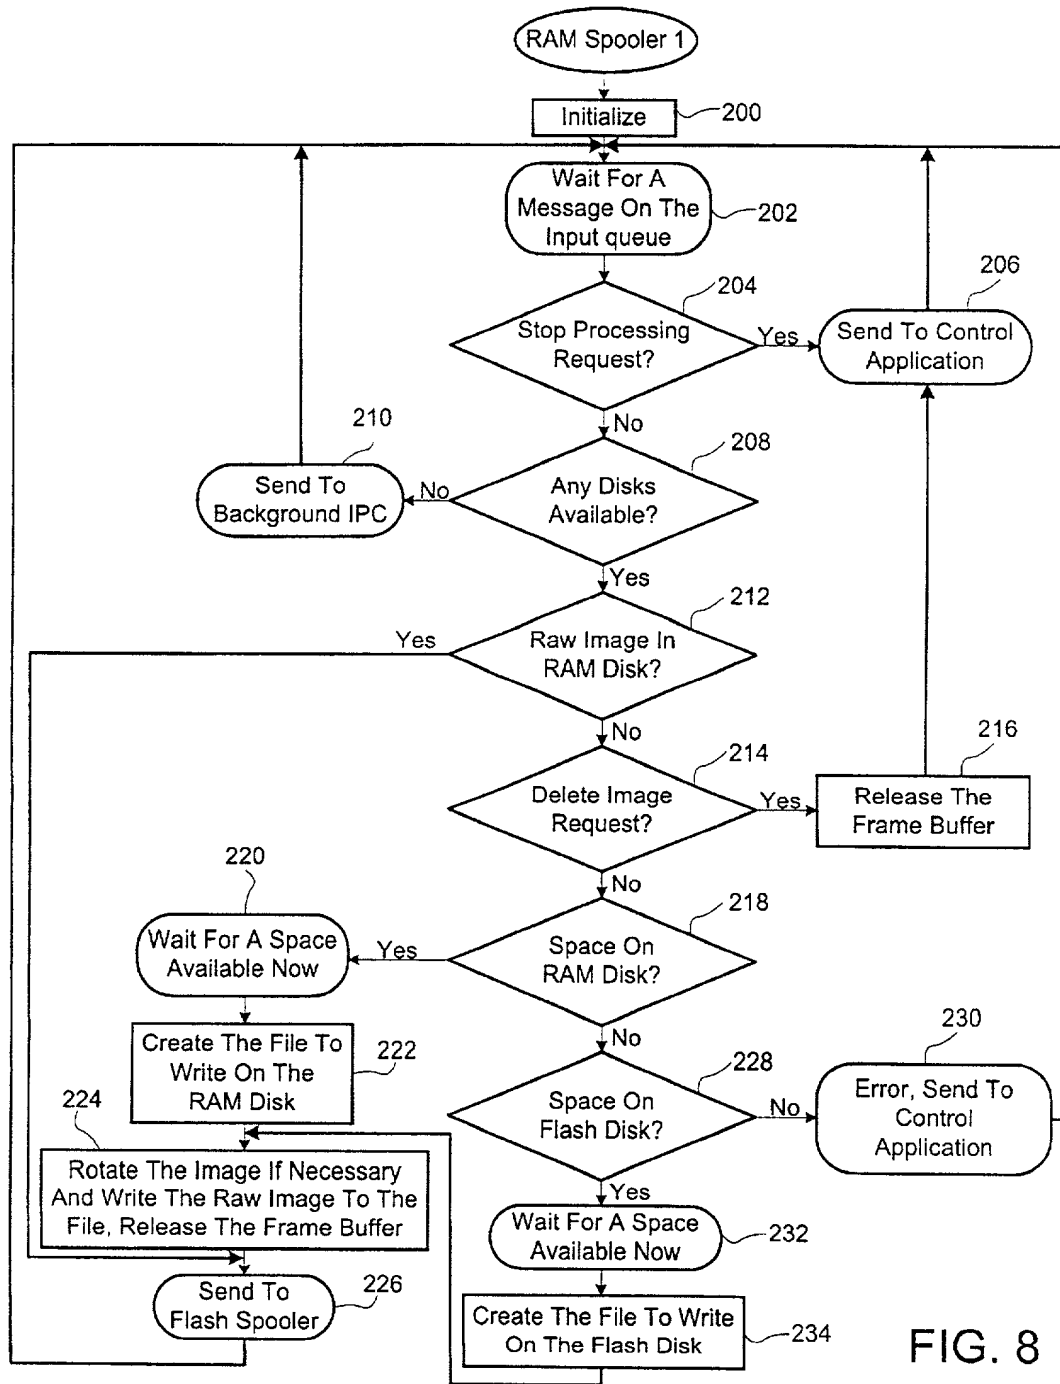 RAM Spooler 1
Initialize
200
Wait For A
Message On The
Input queue
202
204
Stop Processing
Request?
Yes
206
Send To Control
Application
No
210
208
Send To
Background IPC
No
Any Disks
Available?
Yes
212
Yes
Raw Image In
RAM Disk?
No
214
216
Delete Image
Request?
Yes
Release The
Frame Buffer
220
No
218
Wait For A Space
Available Now
Yes
Space On
RAM Disk?
No
Create The File To
Write On The
RAM Disk
222
228
230
Space On
Flash Disk?
No
Error, Send To
Control
Application
224
Rotate The Image If Necessary
And Write The Raw Image To The
File, Release The Frame Buffer
Yes
Wait For A Space
Available Now
232
Send To
Flash Spooler
226
Create The File To Write
On The Flash Disk
234
FIG. 8